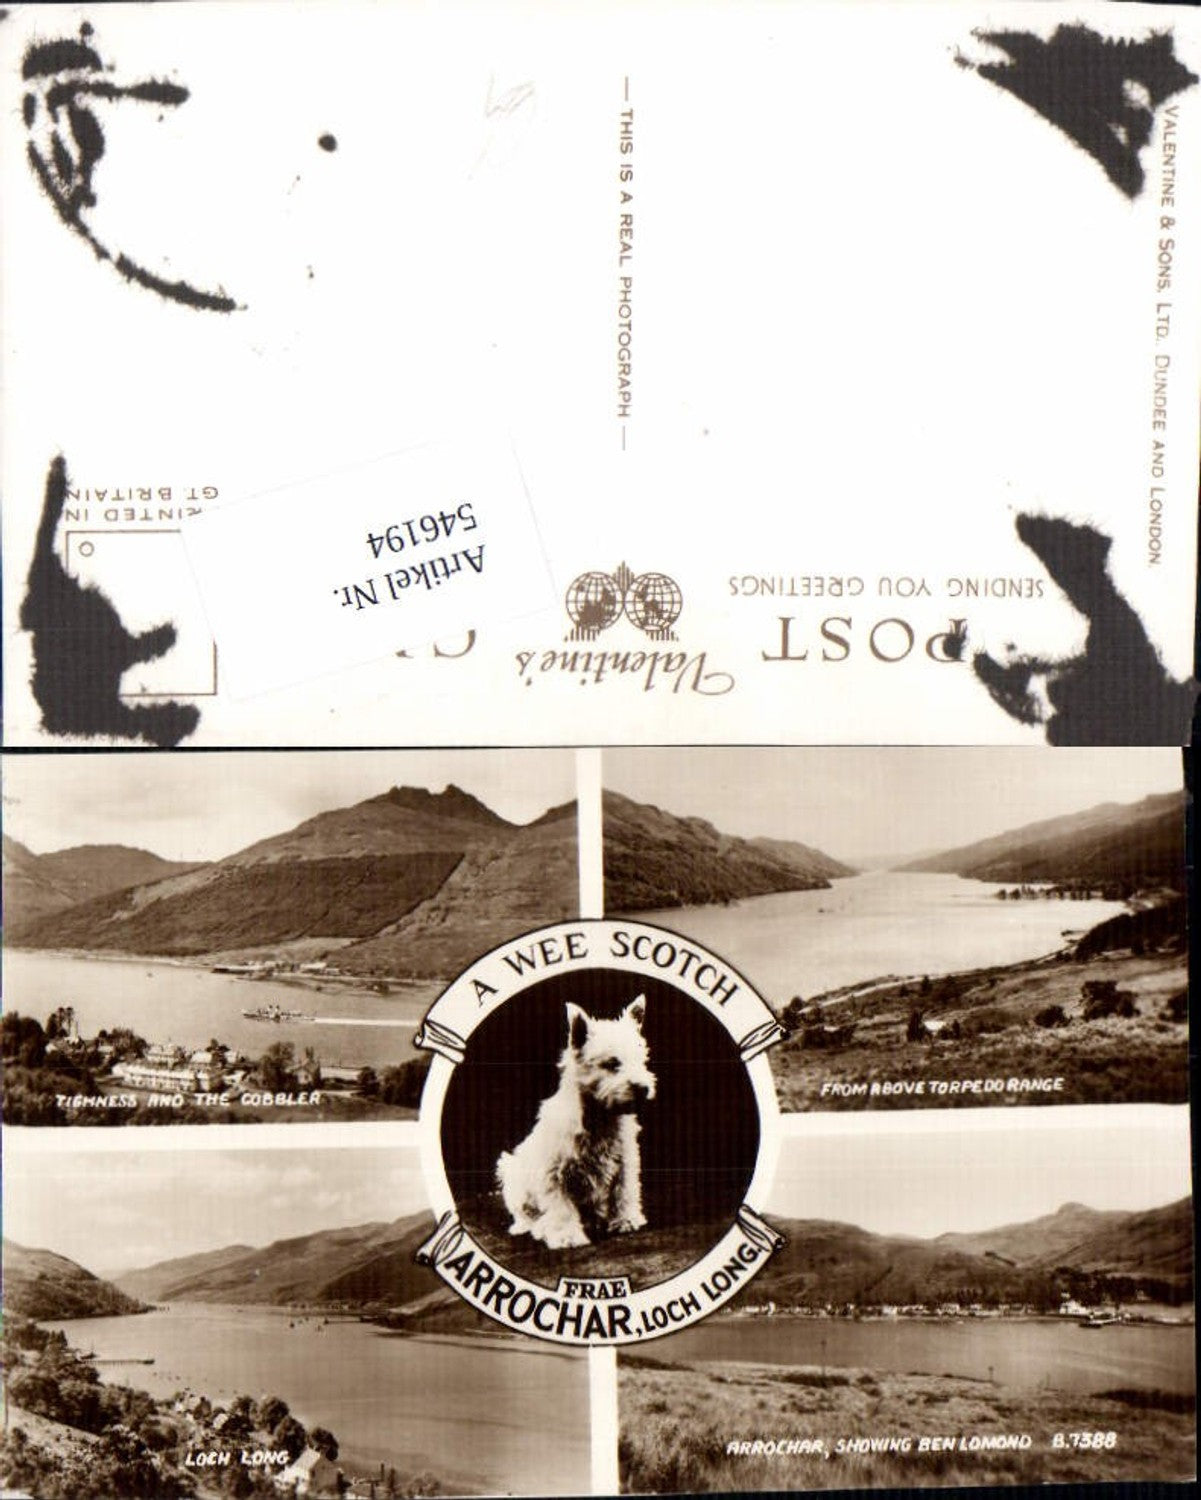 THIS IS A REAL PHOTOGRAPH
VALENTINE & SONS, LTD., DUNDEE AND LONDON.
POST
SENDING YOU GREETINGS
Valentine's
Artikel Nr.
546194
IN
GT. BRITAIN
A WEE SCOTCH
FRAE
ARROCHAR, LOCH LONG.
TIGHNESS AND THE COBBLER
FROM ABOVE TORPEDO RANGE
LOCH LONG
ARROCHAR, SHOWING BEN LOMOND B.7388